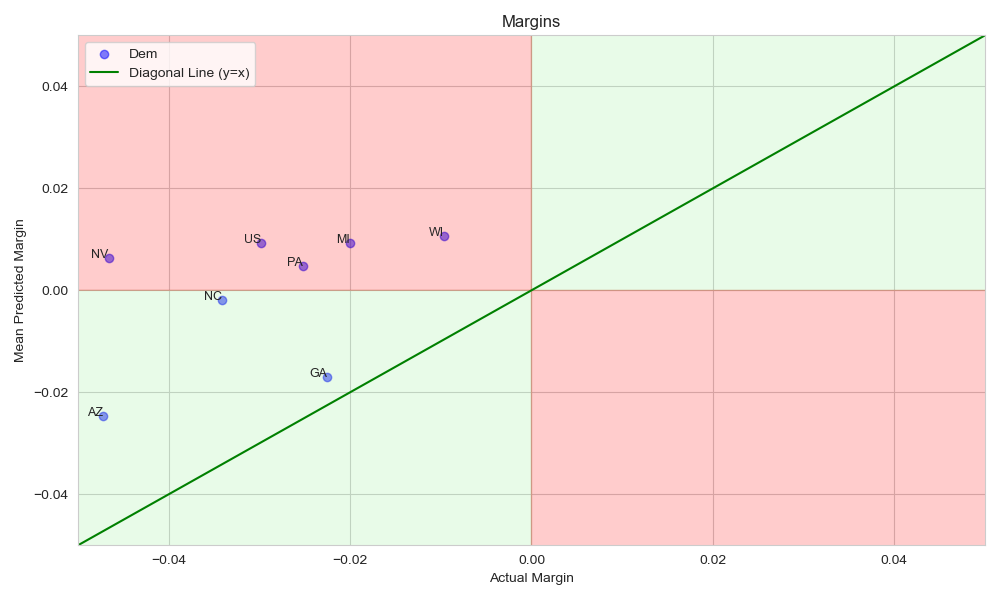 Margins
Dem
Diagonal Line (y=x)
0.04
0.02
0.00
−0.02
−0.04
Mean Predicted Margin
WI
US
MI
NV
PA
NC
GA
AZ
−0.04
−0.02
0.00
0.02
0.04
Actual Margin